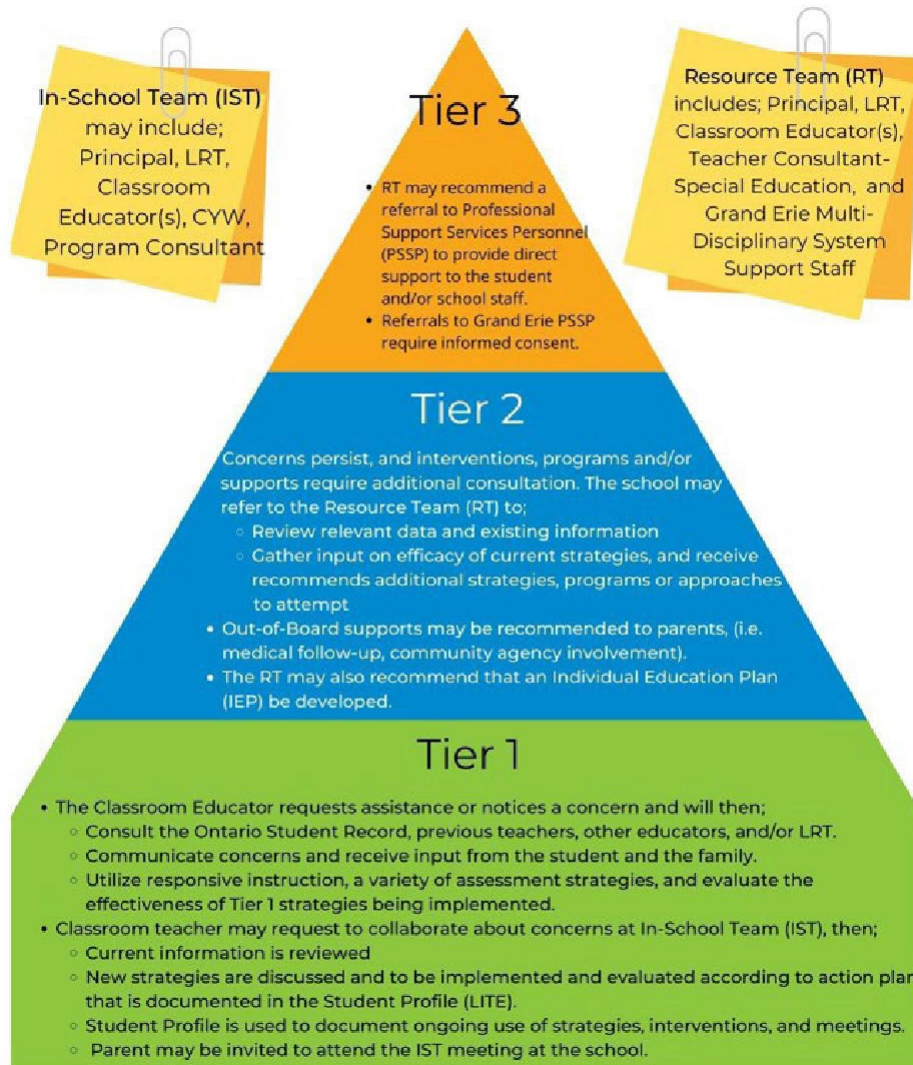 In-School Team (IST)
may include;
Principal, LRT,
Classroom
Educator(s), CYW,
Program Consultant
Resource Team (RT)
includes; Principal, LRT,
Classroom Educator(s),
Teacher Consultant-
Special Education, and
Grand Erie Multi-
Disciplinary System
Support Staff
Tier 3
• RT may recommend a
referral to Professional
Support Services Personnel
(PSSP) to provide direct
support to the student
and/or school staff.
• Referrals to Grand Erie PSSP
require informed consent.
Tier 2
Concerns persist, and interventions, programs and/or
supports require additional consultation. The school may
refer to the Resource Team (RT) to;
○ Review relevant data and existing information
○ Gather input on efficacy of current strategies, and receive
recommends additional strategies, programs or approaches
to attempt
• Out-of-Board supports may be recommended to parents, (i.e.
medical follow-up, community agency involvement).
• The RT may also recommend that an Individual Education Plan
(IEP) be developed.
Tier 1
• The Classroom Educator requests assistance or notices a concern and will then;
○ Consult the Ontario Student Record, previous teachers, other educators, and/or LRT.
○ Communicate concerns and receive input from the student and the family.
○ Utilize responsive instruction, a variety of assessment strategies, and evaluate the
effectiveness of Tier 1 strategies being implemented.
• Classroom teacher may request to collaborate about concerns at In-School Team (IST), then;
○ Current information is reviewed
○ New strategies are discussed and to be implemented and evaluated according to action plan
that is documented in the Student Profile (LITE).
○ Student Profile is used to document ongoing use of strategies, interventions, and meetings.
○ Parent may be invited to attend the IST meeting at the school.